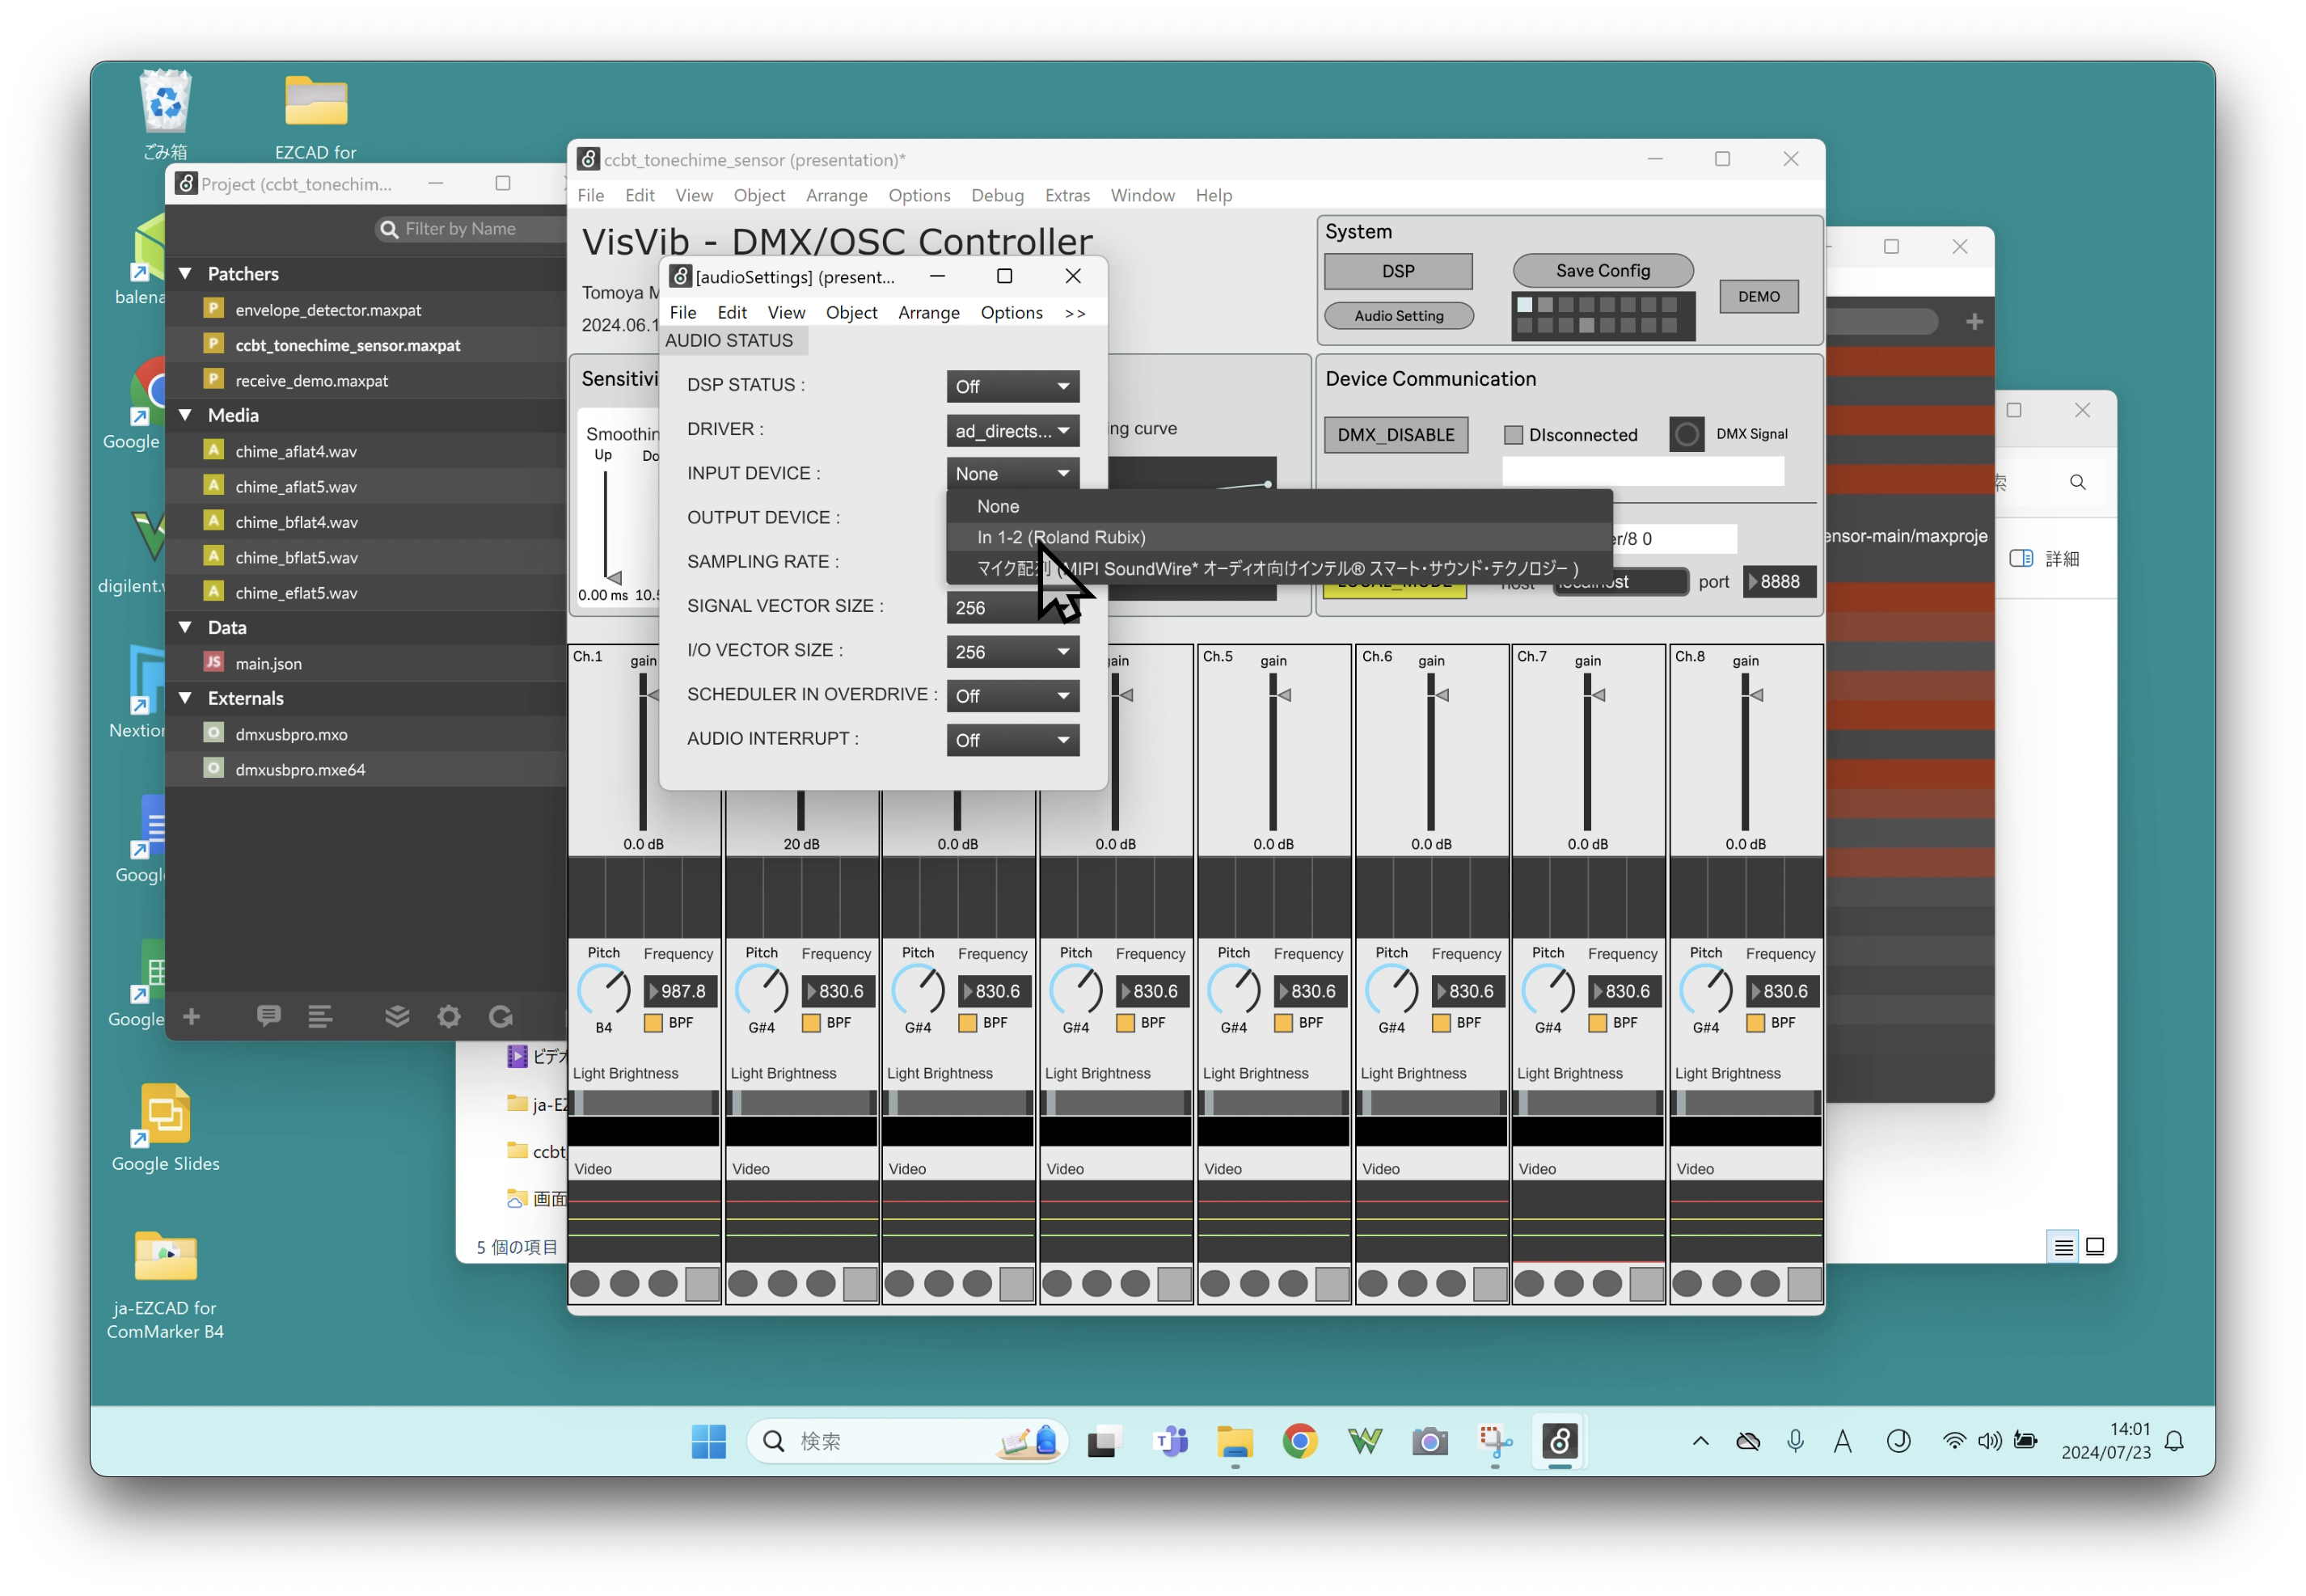 ごみ箱
EZCAD for
Google
Google Slides
ja-EZCAD for
ComMarker B4
Project (ccbt_tonechim...
Filter by Name
Patchers
envelope_detector.maxpat
ccbt_tonechime_sensor.maxpat
receive_demo.maxpat
Media
chime_aflat4.wav
chime_aflat5.wav
chime_bflat4.wav
chime_bflat5.wav
chime_eflat5.wav
Data
JS main.json
Externals
dmxusbpro.mxo
dmxusbpro.mxe64
5 個の項目
ccbt_tonechime_sensor (presentation)*
File Edit View Object Arrange Options Debug Extras Window Help
VisVib - DMX/OSC Controller
Tomoya M
2024.06.1
System
DSP
Save Config
DEMO
Audio Setting
Sensitivi
Smoothin
Up Do
0.00 ms 10.
ng curve
Device Communication
DMX_DISABLE
DIsconnected
DMX Signal
er/8 0
port
8888
[audioSettings] (present...
File Edit View Object Arrange Options >>
AUDIO STATUS
DSP STATUS : Off
DRIVER : ad_directs...
INPUT DEVICE : None
OUTPUT DEVICE :
SAMPLING RATE :
SIGNAL VECTOR SIZE : 256
I/O VECTOR SIZE : 256
SCHEDULER IN OVERDRIVE : Off
AUDIO INTERRUPT : Off
None
In 1-2 (Roland Rubix)
マイク配列 (MIPI SoundWire* オーディオ向けインテル® スマート・サウンド・テクノロジー )
Ch.1 gain
Ch.5 gain
Ch.6 gain
Ch.7 gain
Ch.8 gain
0.0 dB 20 dB 0.0 dB 0.0 dB 0.0 dB 0.0 dB 0.0 dB 0.0 dB
Pitch Frequency Pitch Frequency Pitch Frequency Pitch Frequency Pitch Frequency Pitch Frequency Pitch Frequency Pitch Frequency
987.8 830.6 830.6 830.6 830.6 830.6 830.6 830.6
B4 BPF G#4 BPF G#4 BPF G#4 BPF G#4 BPF G#4 BPF G#4 BPF G#4 BPF
Light Brightness Light Brightness Light Brightness Light Brightness Light Brightness Light Brightness Light Brightness Light Brightness
Video Video Video Video Video Video Video Video
ensor-main/maxproje
索
詳細
検索
A
14:01
2024/07/23